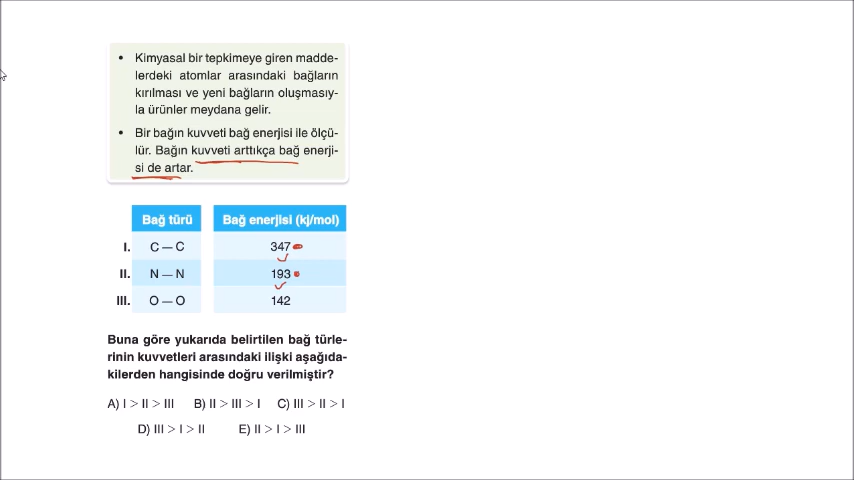 • Kimyasal bir tepkimeye giren madde-
lerdeki atomlar arasındaki bağların
kırılması ve yeni bağların oluşmasıy-
la ürünler meydana gelir.
• Bir bağın kuvveti bağ enerjisi ile ölçü-
lür. Bağın kuvveti arttıkça bağ enerji-
si de artar.
Bağ türü Bağ enerjisi (kj/mol)
I. C — C 347
II. N — N 193
III. O — O 142
Buna göre yukarıda belirtilen bağ türle-
rinin kuvvetleri arasındaki ilişki aşağıda-
kilerden hangisinde doğru verilmiştir?
A) I > II > III B) II > III > I C) III > II > I
D) III > I > II E) II > I > III